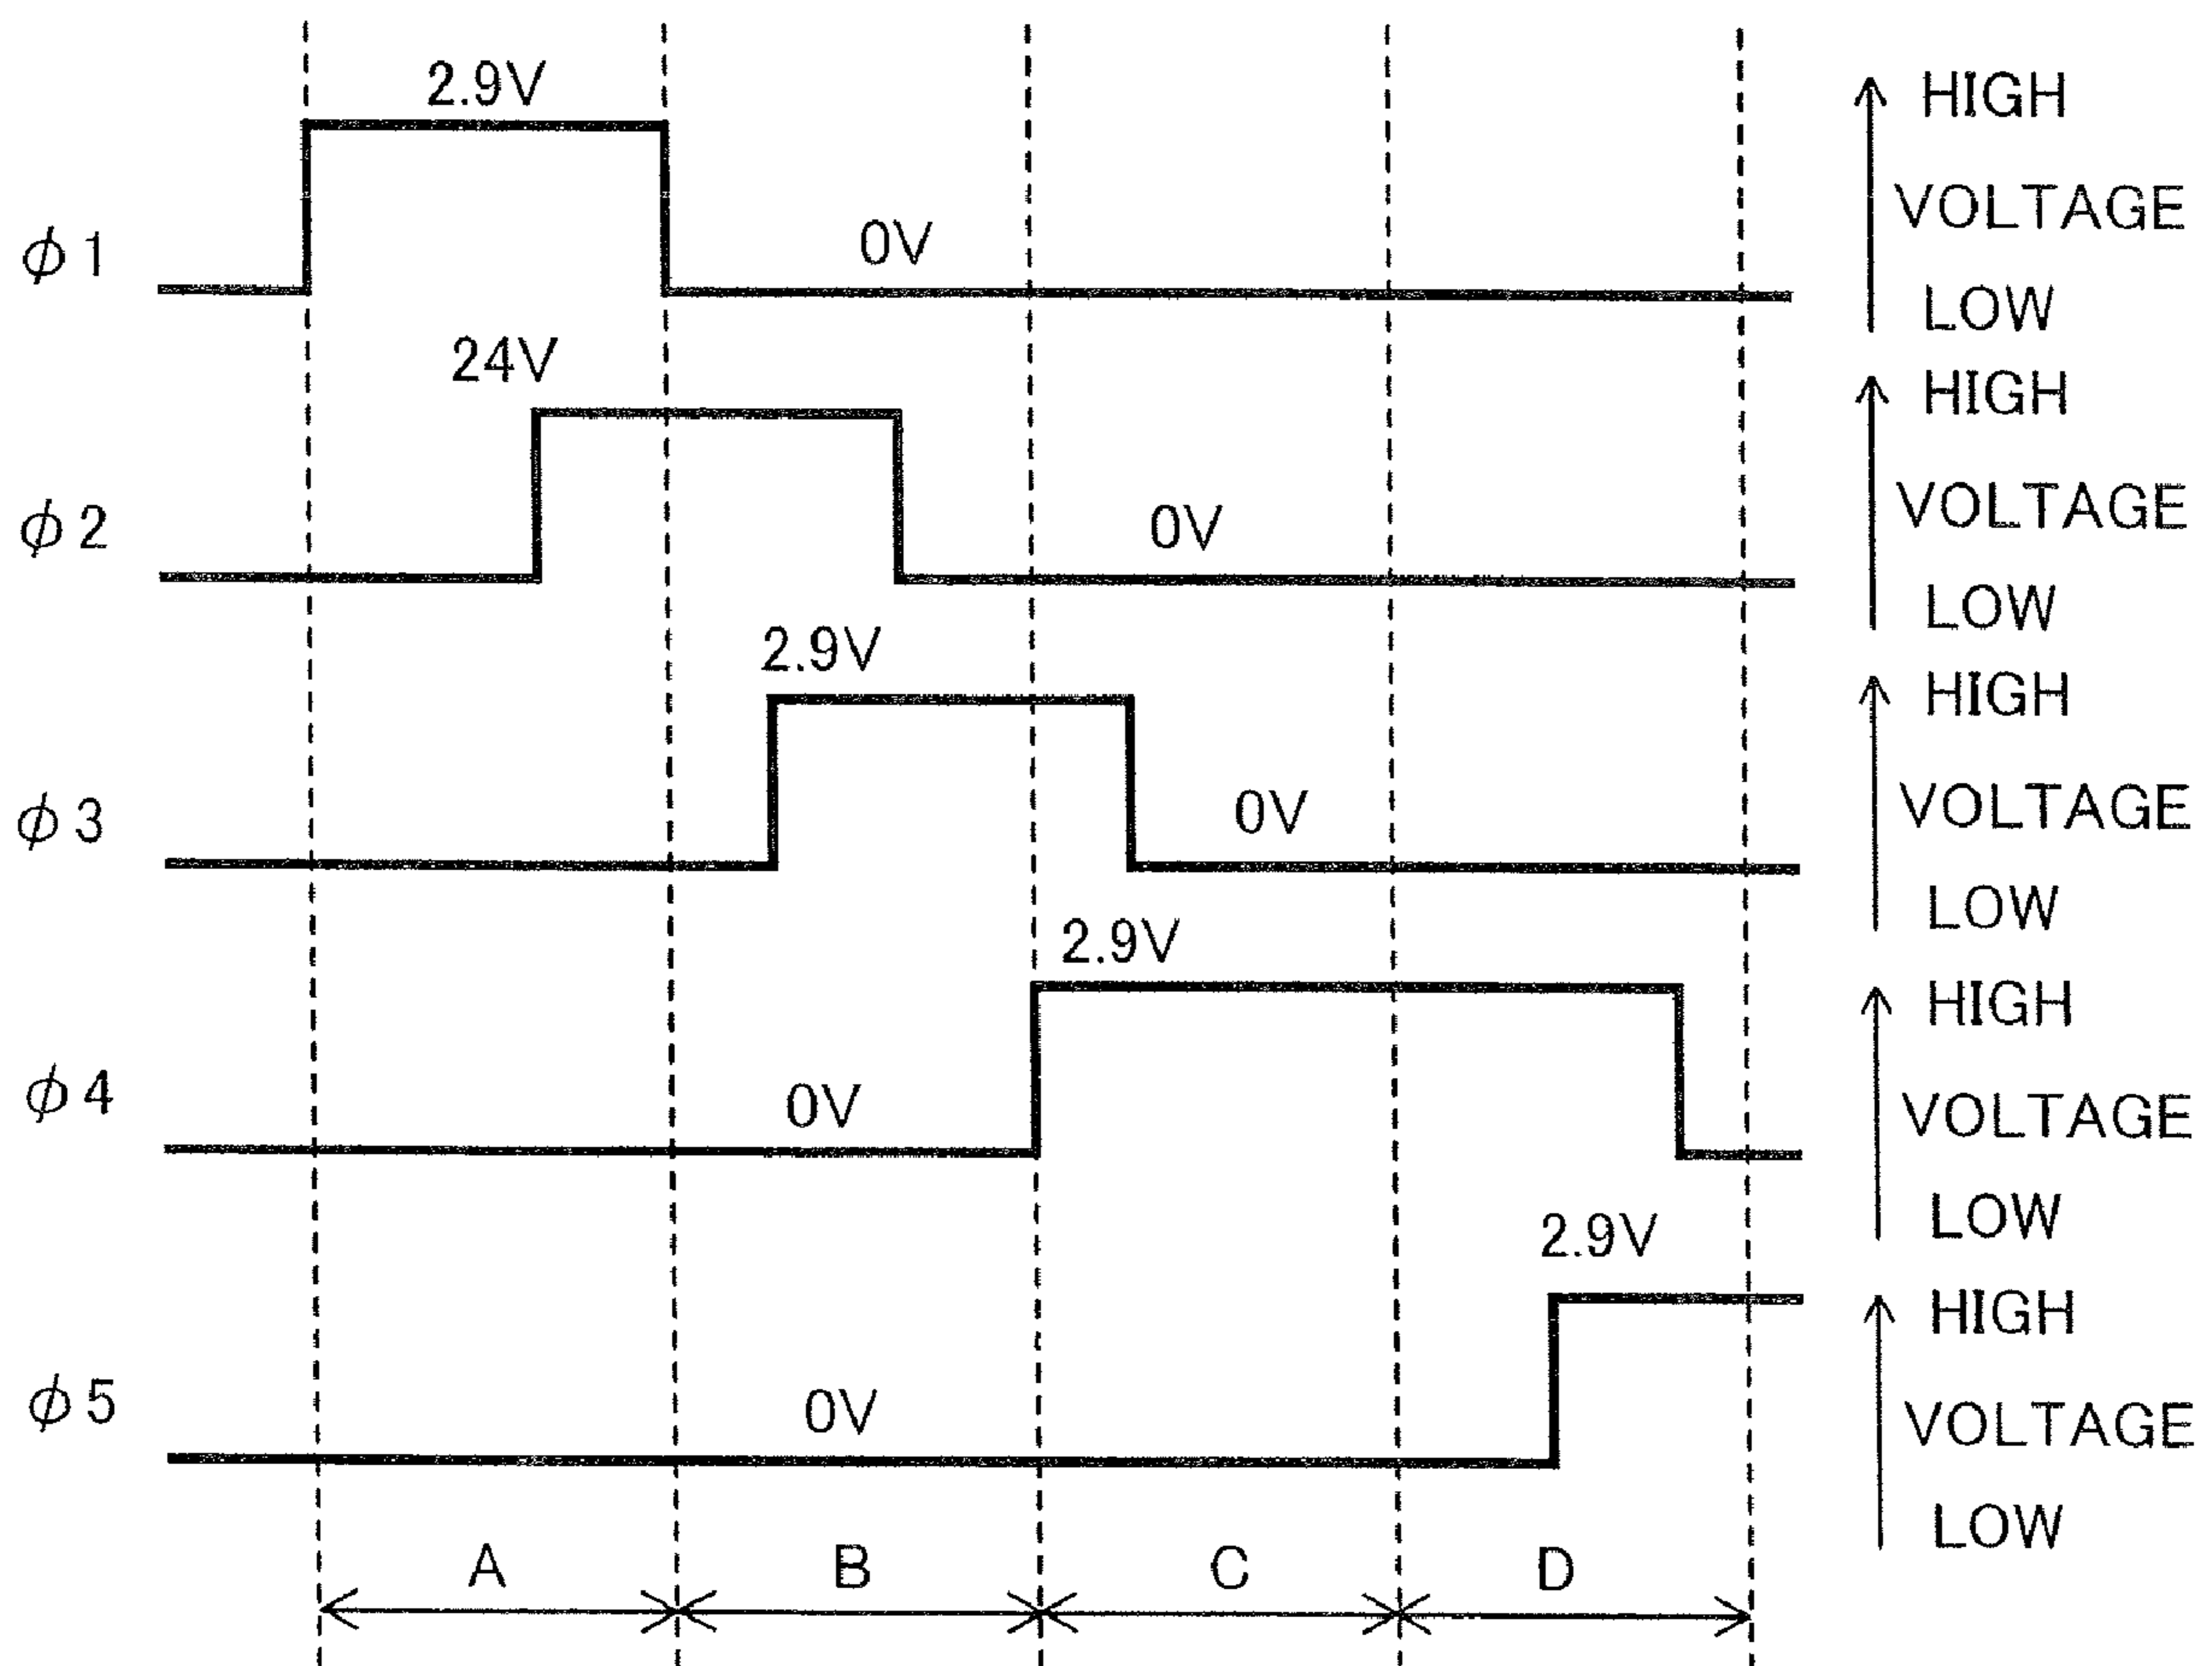 2.9V
HIGH
φ1
0V
VOLTAGE
LOW
24V
HIGH
φ2
0V
VOLTAGE
LOW
2.9V
HIGH
φ3
0V
VOLTAGE
LOW
2.9V
HIGH
φ4
0V
VOLTAGE
LOW
2.9V
HIGH
φ5
0V
VOLTAGE
LOW
A B C D